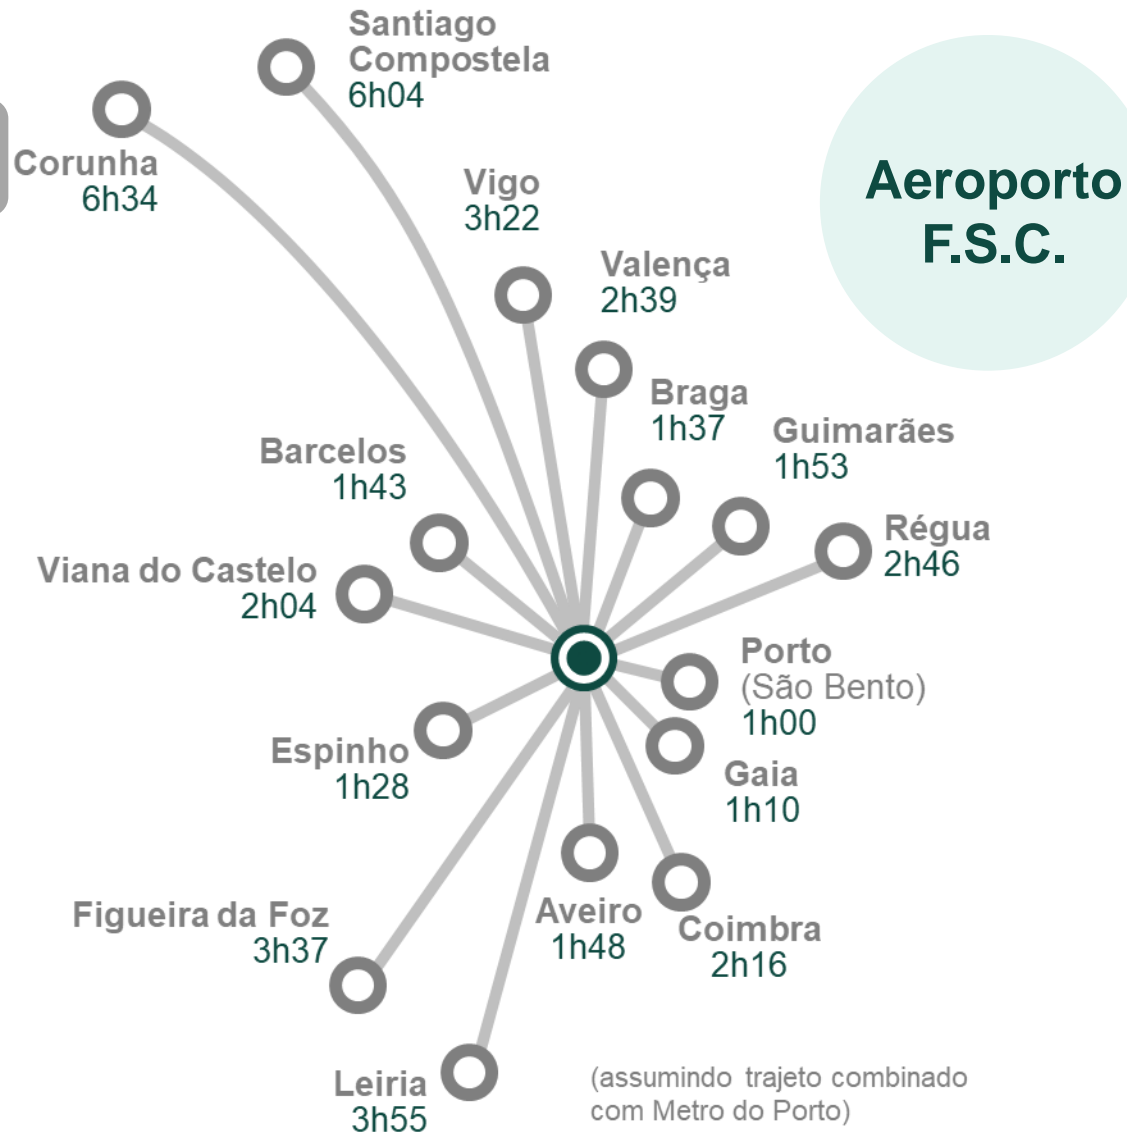 Santiago
Compostela
6h04
Corunha
6h34
Vigo
3h22
Aeroporto
F.S.C.
Valença
2h39
Braga
1h37
Guimarães
1h53
Barcelos
1h43
Régua
2h46
Viana do Castelo
2h04
Porto
(São Bento)
1h00
Espinho
1h28
Gaia
1h10
Figueira da Foz
3h37
Aveiro
1h48
Coimbra
2h16
Leiria
3h55
(assumindo trajeto combinado
com Metro do Porto)